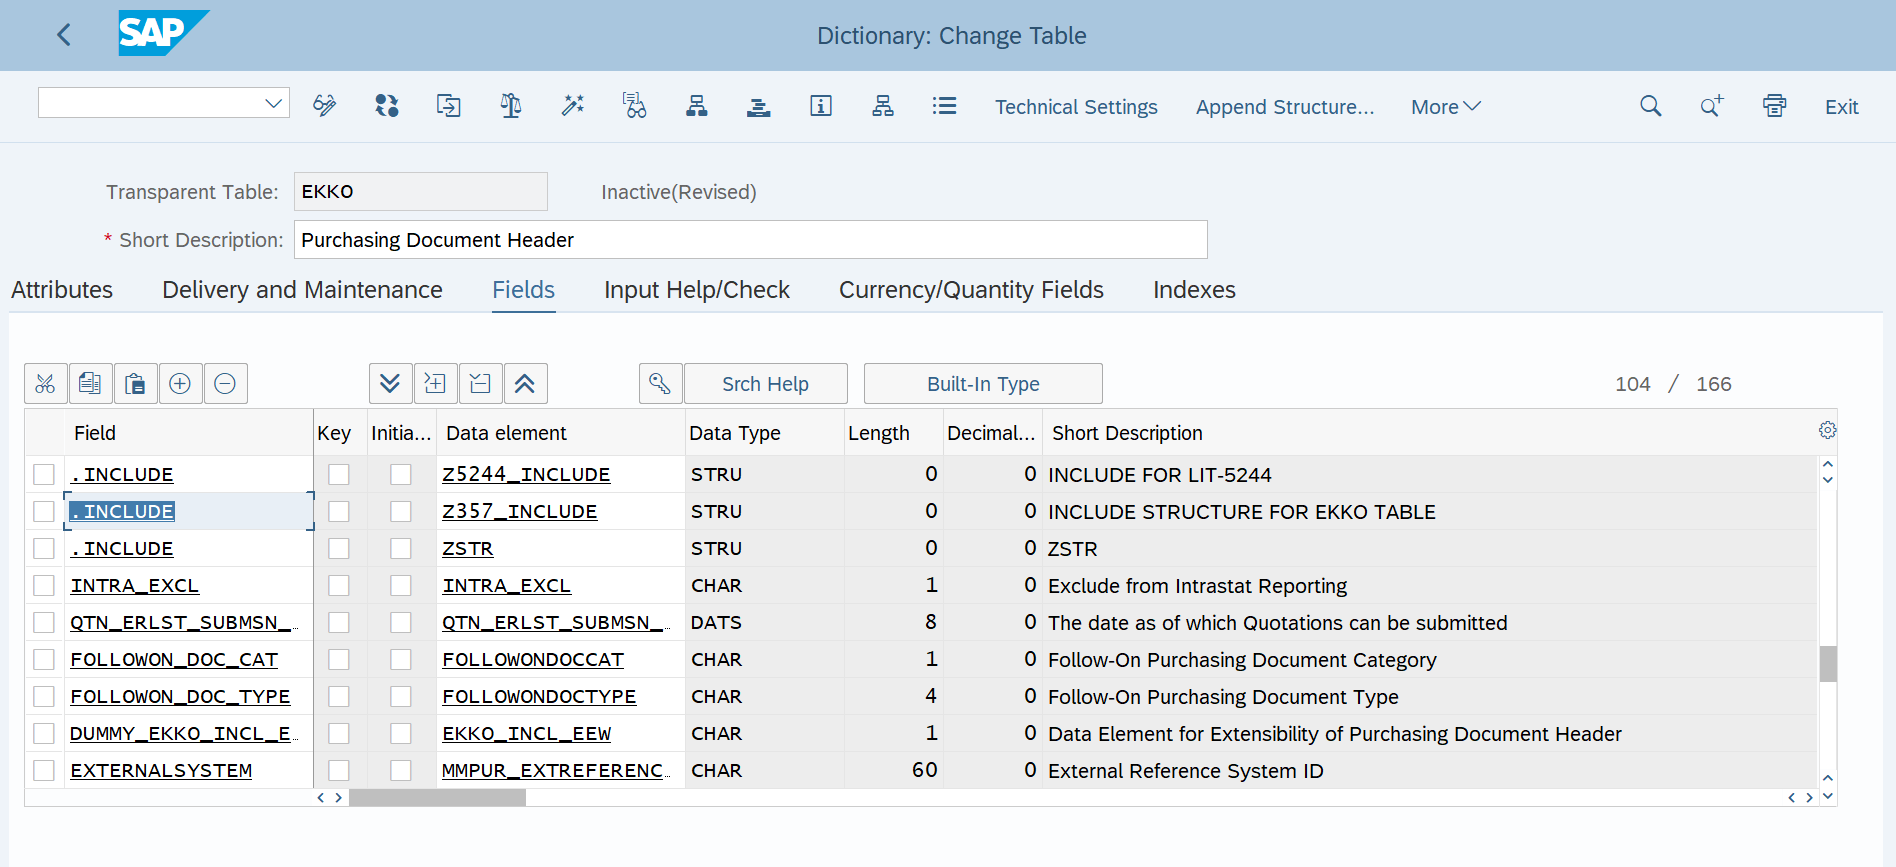 SAP Dictionary: Change Table
Technical Settings Append Structure... More Exit
Transparent Table: EKKO Inactive(Revised)
* Short Description: Purchasing Document Header
Attributes Delivery and Maintenance Fields Input Help/Check Currency/Quantity Fields Indexes
Srch Help Built-In Type 104 / 166
Field Key Initia... Data element Data Type Length Decimal... Short Description
.INCLUDE Z5244_INCLUDE STRU 0 0 INCLUDE FOR LIT-5244
.INCLUDE Z357_INCLUDE STRU 0 0 INCLUDE STRUCTURE FOR EKKO TABLE
.INCLUDE ZSTR STRU 0 0 ZSTR
INTRA_EXCL INTRA_EXCL CHAR 1 0 Exclude from Intrastat Reporting
QTN_ERLST_SUBMSN_… QTN_ERLST_SUBMSN_… DATS 8 0 The date as of which Quotations can be submitted
FOLLOWON_DOC_CAT FOLLOWONDOCCAT CHAR 1 0 Follow-On Purchasing Document Category
FOLLOWON_DOC_TYPE FOLLOWONDOCTYPE CHAR 4 0 Follow-On Purchasing Document Type
DUMMY_EKKO_INCL_E… EKKO_INCL_EEW CHAR 1 0 Data Element for Extensibility of Purchasing Document Header
EXTERNALSYSTEM MMPUR_EXTREFERENC… CHAR 60 0 External Reference System ID